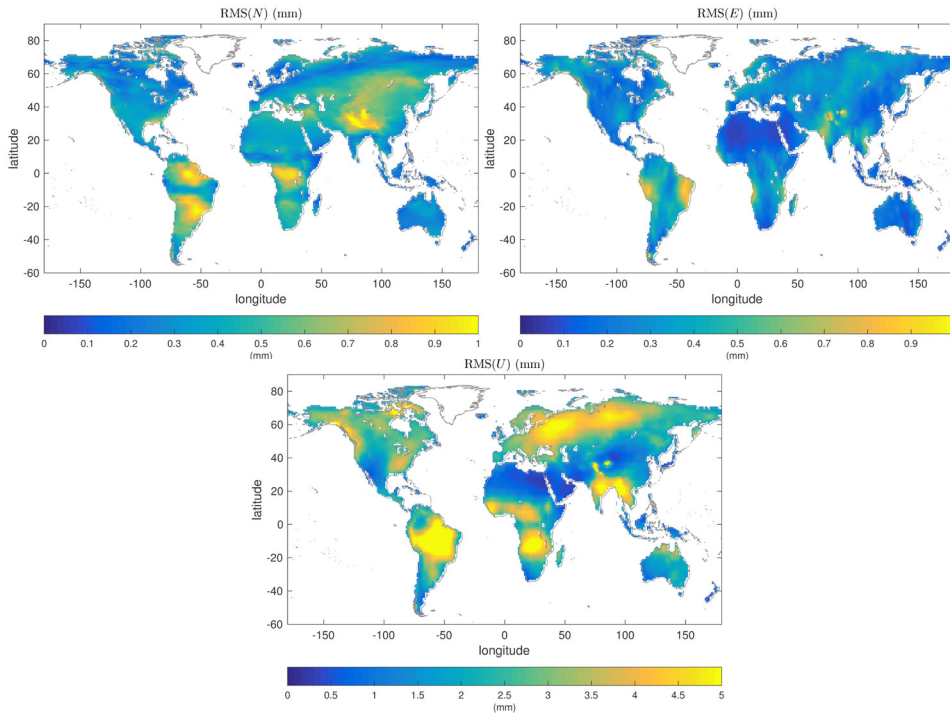 RMS(N) (mm)
80
60
40
20
0
-20
-40
-60
latitude
-150 -100 -50 0 50 100 150
longitude
0 0.1 0.2 0.3 0.4 0.5 0.6 0.7 0.8 0.9 1
(mm)
RMS(E) (mm)
80
60
40
20
0
-20
-40
-60
latitude
-150 -100 -50 0 50 100 150
longitude
0 0.1 0.2 0.3 0.4 0.5 0.6 0.7 0.8 0.9
(mm)
RMS(U) (mm)
80
60
40
20
0
-20
-40
-60
latitude
-150 -100 -50 0 50 100 150
longitude
0 0.5 1 1.5 2 2.5 3 3.5 4 4.5 5
(mm)